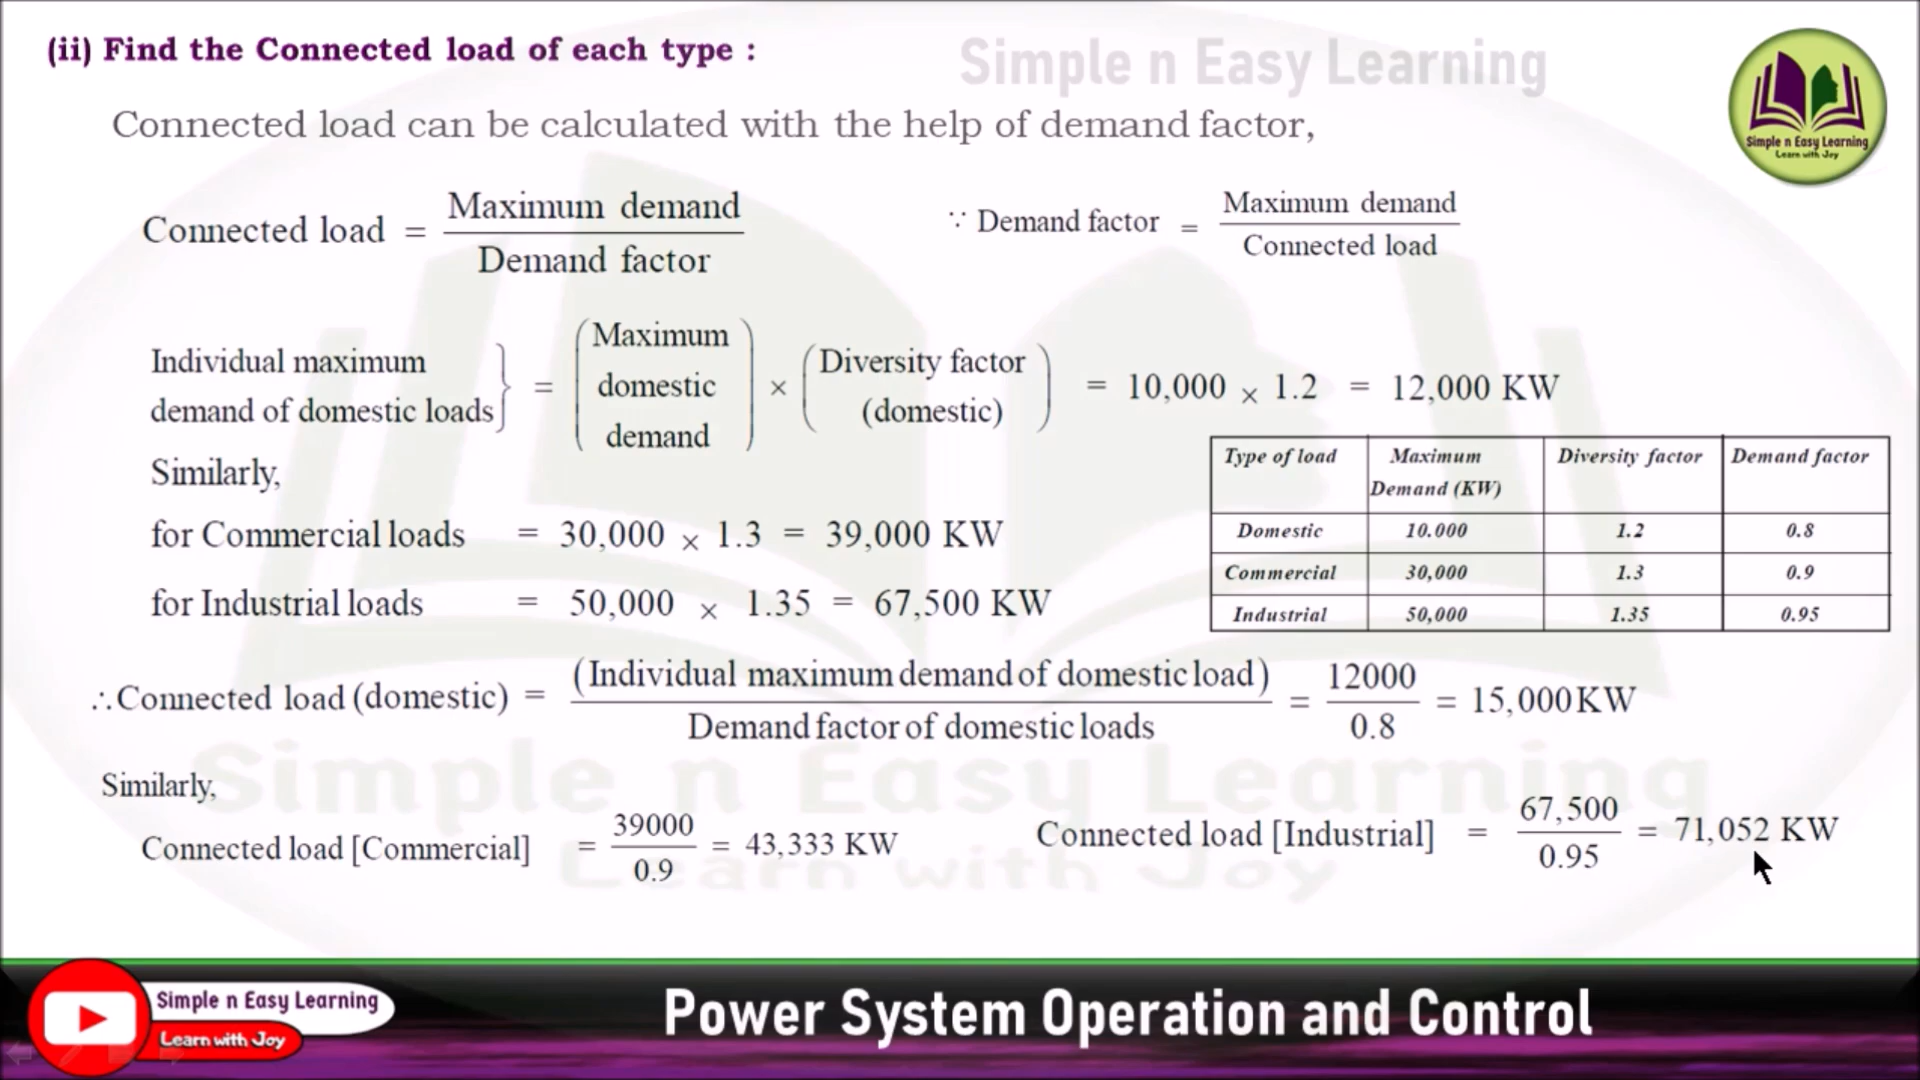 (ii) Find the Connected load of each type :
Simple n Easy Learning
Simple n Easy Learning
Learn with Joy
Connected load can be calculated with the help of demand factor,
Connected load = Maximum demand / Demand factor
∵ Demand factor = Maximum demand / Connected load
Individual maximum demand of domestic loads} = (Maximum domestic demand) × (Diversity factor (domestic)) = 10,000 × 1.2 = 12,000 KW
Similarly,
for Commercial loads = 30,000 × 1.3 = 39,000 KW
for Industrial loads = 50,000 × 1.35 = 67,500 KW
Type of load Maximum Demand (KW) Diversity factor Demand factor
Domestic 10.000 1.2 0.8
Commercial 30,000 1.3 0.9
Industrial 50,000 1.35 0.95
∴Connected load (domestic) = (Individual maximum demand of domestic load) / Demand factor of domestic loads = 12000 / 0.8 = 15,000 KW
Simple n Easy Learning
Similarly,
Connected load [Commercial] = 39000 / 0.9 = 43,333 KW
Connected load [Industrial] = 67,500 / 0.95 = 71,052 KW
Learn with Joy
Simple n Easy Learning
Learn with Joy
Power System Operation and Control